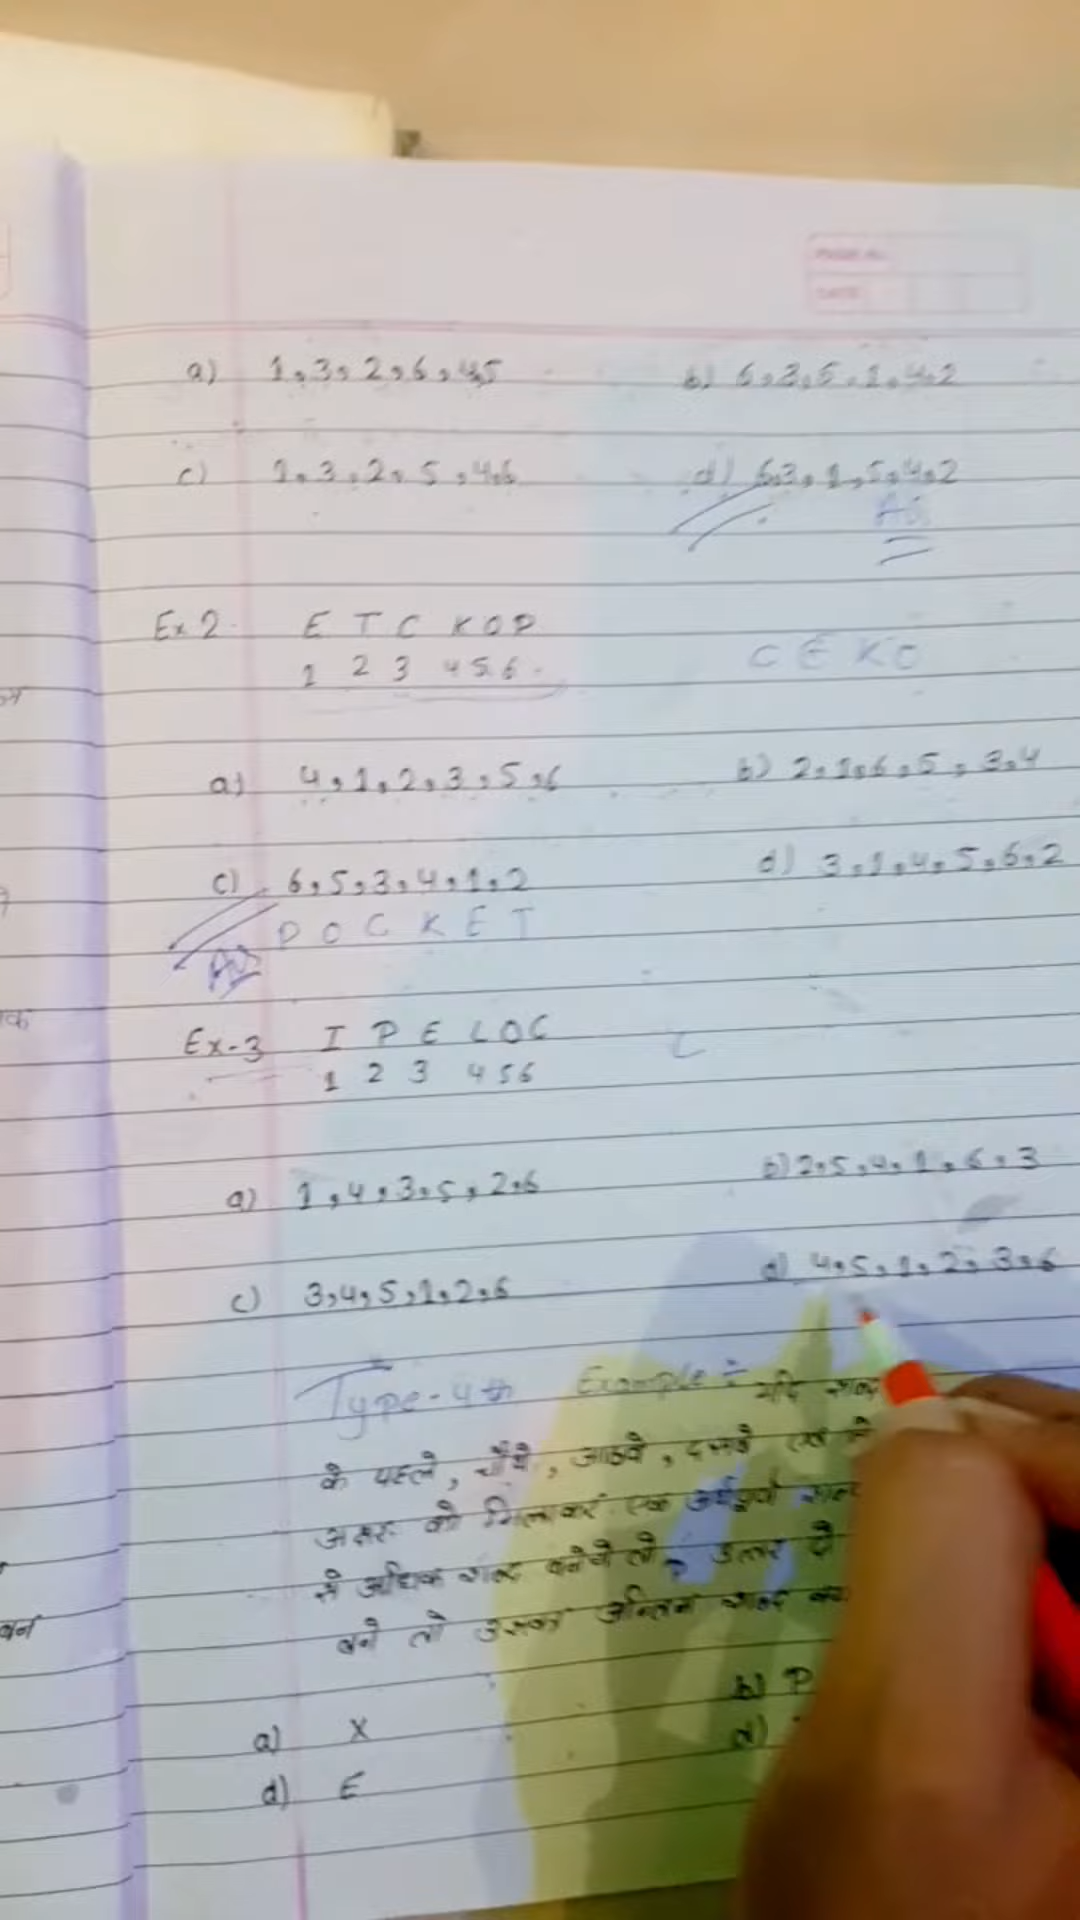 a) 1,3,2,6,4,5 b) 6,3,5,1,4,2
c) 1,3,2,5,4,6 d) 6,3,1,5,4,2
Ans
Ex 2. E T C K O P
1 2 3 4 5 6
C E K O
a) 4,1,2,3,5,6 b) 2,1,6,5,3,4
c) 6,5,3,4,1,2 d) 3,1,4,5,6,2
P O C K E T
Ex-3 I P E L O C
1 2 3 4 5 6
L
a) 1,4,3,5,2,6 b) 2,5,4,1,6,3
c) 3,4,5,1,2,6 d) 4,5,1,2,3,6
Type-4th Example ÷ यदि शब्द
के पहले, चौथे, आठवे, दसवे एवं
अक्षर को मिलाकर एक अर्थपूर्ण शब्द
से अधिक शब्द बनेंगे तो P उत्तर दे
बने तो उसका अन्तिम शब्द
a) X b) P
d) E d)